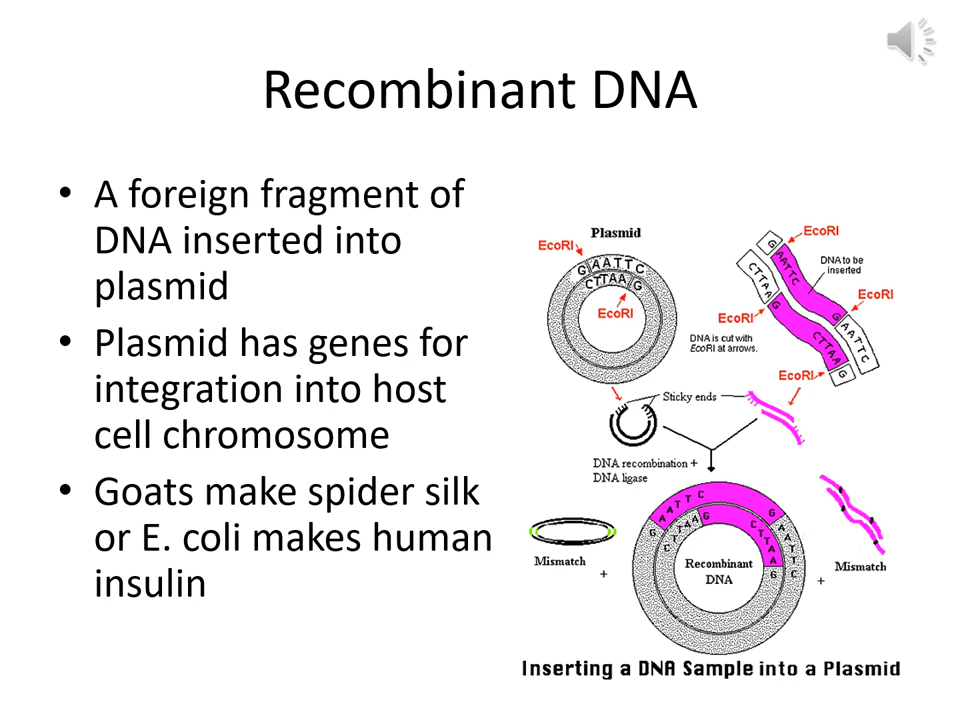 Recombinant DNA
• A foreign fragment of
DNA inserted into
plasmid
• Plasmid has genes for
integration into host
cell chromosome
• Goats make spider silk
or E. coli makes human
insulin
Plasmid
EcoRI
G AATTC
CTTAA G
EcoRI
EcoRI
G
AATTC
CTTAA
G
DNA to be
inserted
EcoRI
EcoRI
G
AATTC
CTTAA
G
DNA is cut with
EcoRI at arrows.
EcoRI
Sticky ends
DNA recombination +
DNA ligase
Mismatch
+
G AATTC
CTTAA G
G AATTC
CTTAA G
Recombinant
DNA
+
Mismatch
Inserting a DNA Sample into a Plasmid